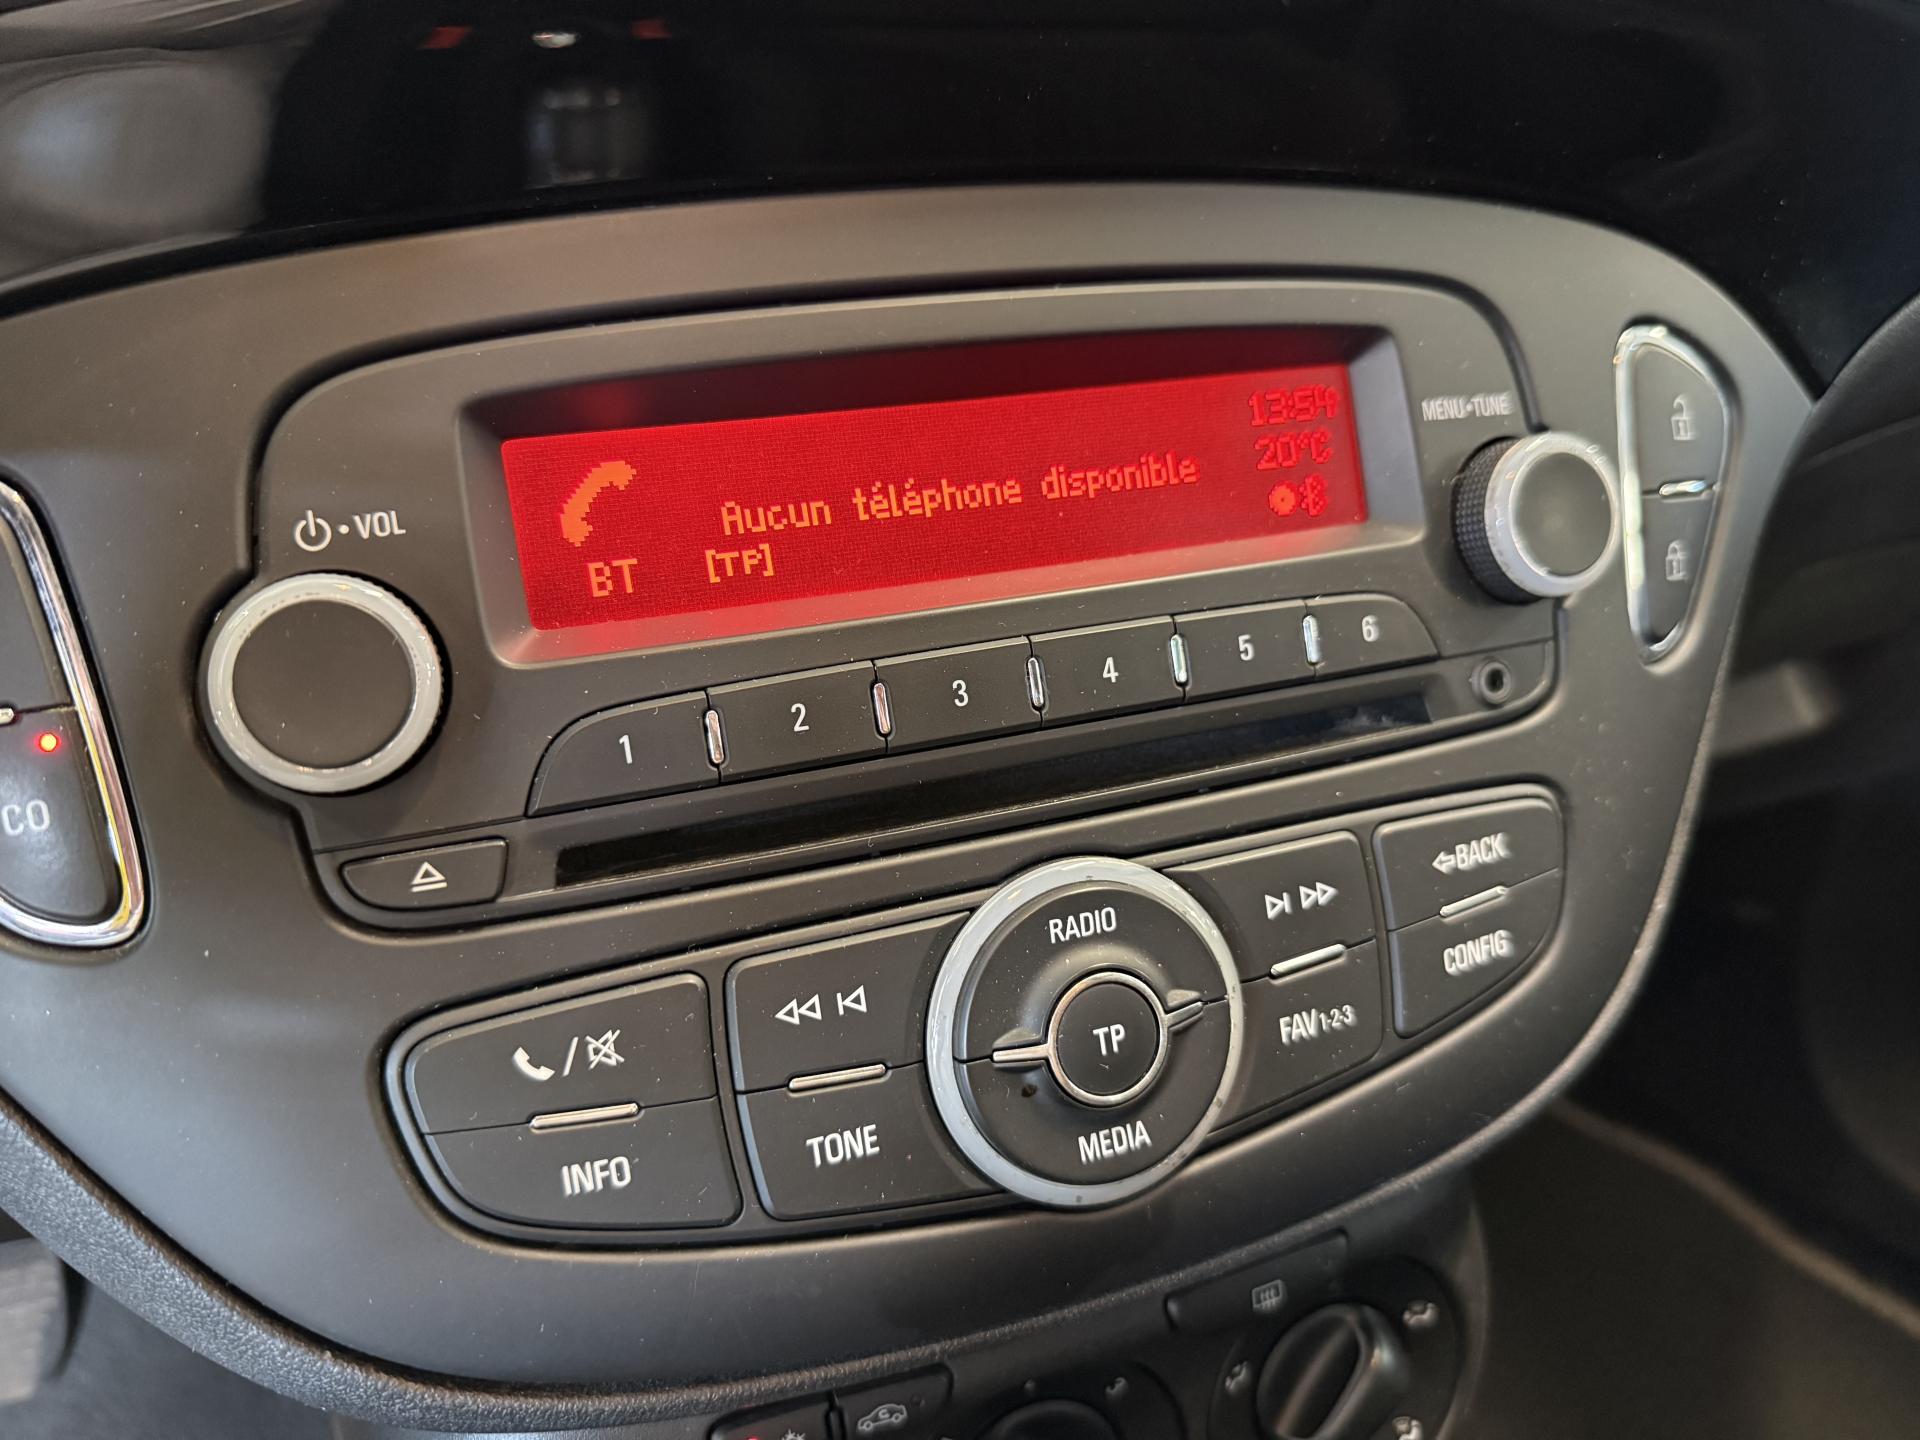 13:54
20°C
Aucun téléphone disponible
BT [TP]
MENU•TUNE
•VOL
1 2 3 4 5 6
CO
RADIO
BACK
CONFIG
TP
FAV1-2-3
MEDIA
TONE
INFO